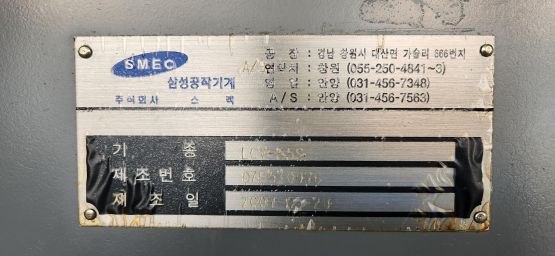 SMEC
삼성공작기계
주식회사 스 멕
공 장 : 경남 창원시 대산면 가술리 666번지
연락처 : 창원 (055-250-4841~3)
영 업 : 안양 (031-456-7348)
A/S : 안양 (031-456-7563)
기 종
제조번호
제 조 일